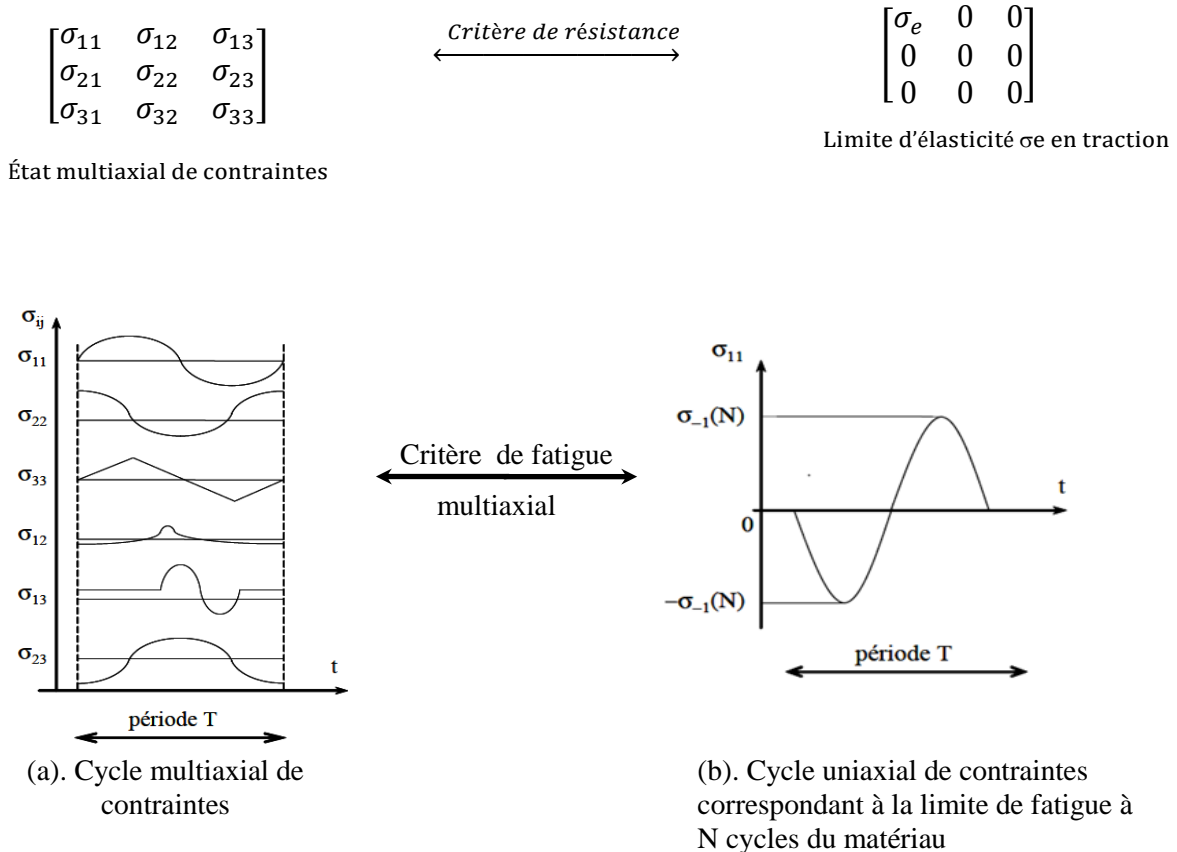 σ11 σ12 σ13
σ21 σ22 σ23
σ31 σ32 σ33
Critère de résistance
σe 0 0
0 0 0
0 0 0
État multiaxial de contraintes
Limite d'élasticité σe en traction
σij
σ11
σ22
σ33
σ12
σ13
σ23
t
période T
Critère de fatigue
multiaxial
σ11
σ−1(N)
t
0
−σ−1(N)
période T
(a). Cycle multiaxial de
contraintes
(b). Cycle uniaxial de contraintes
correspondant à la limite de fatigue à
N cycles du matériau